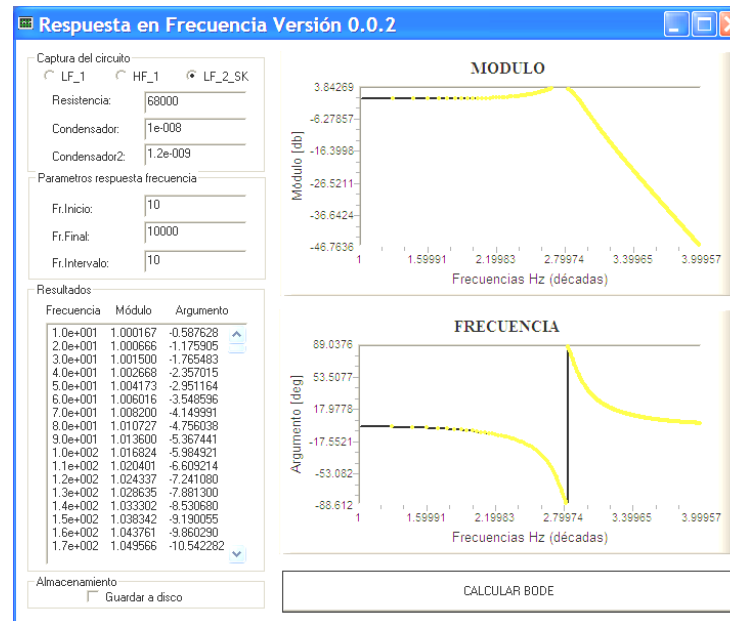 Respuesta en Frecuencia Versión 0.0.2
Captura del circuito
LF_1 HF_1 LF_2_SK
Resistencia: 68000
Condensador: 1e-008
Condensador2: 1.2e-009
Parametros respuesta frecuencia
Fr.Inicio: 10
Fr.Final: 10000
Fr.Intervalo: 10
Resultados
Frecuencia Módulo Argumento
1.0e+001 1.000167 -0.587628
2.0e+001 1.000666 -1.175905
3.0e+001 1.001500 -1.765483
4.0e+001 1.002668 -2.357015
5.0e+001 1.004173 -2.951164
6.0e+001 1.006016 -3.548596
7.0e+001 1.008200 -4.149991
8.0e+001 1.010727 -4.756038
9.0e+001 1.013600 -5.367441
1.0e+002 1.016824 -5.984921
1.1e+002 1.020401 -6.609214
1.2e+002 1.024337 -7.241080
1.3e+002 1.028635 -7.881300
1.4e+002 1.033302 -8.530680
1.5e+002 1.038342 -9.190055
1.6e+002 1.043761 -9.860290
1.7e+002 1.049566 -10.542282
Almacenamiento
Guardar a disco
MODULO
Módulo [db]
3.84269
-6.27857
-16.3998
-26.5211
-36.6424
-46.7636
1 1.59991 2.19983 2.79974 3.39965 3.99957
Frecuencias Hz (décadas)
FRECUENCIA
Argumento [deg]
89.0376
53.5077
17.9778
-17.5521
-53.082
-88.612
1 1.59991 2.19983 2.79974 3.39965 3.99957
Frecuencias Hz (décadas)
CALCULAR BODE